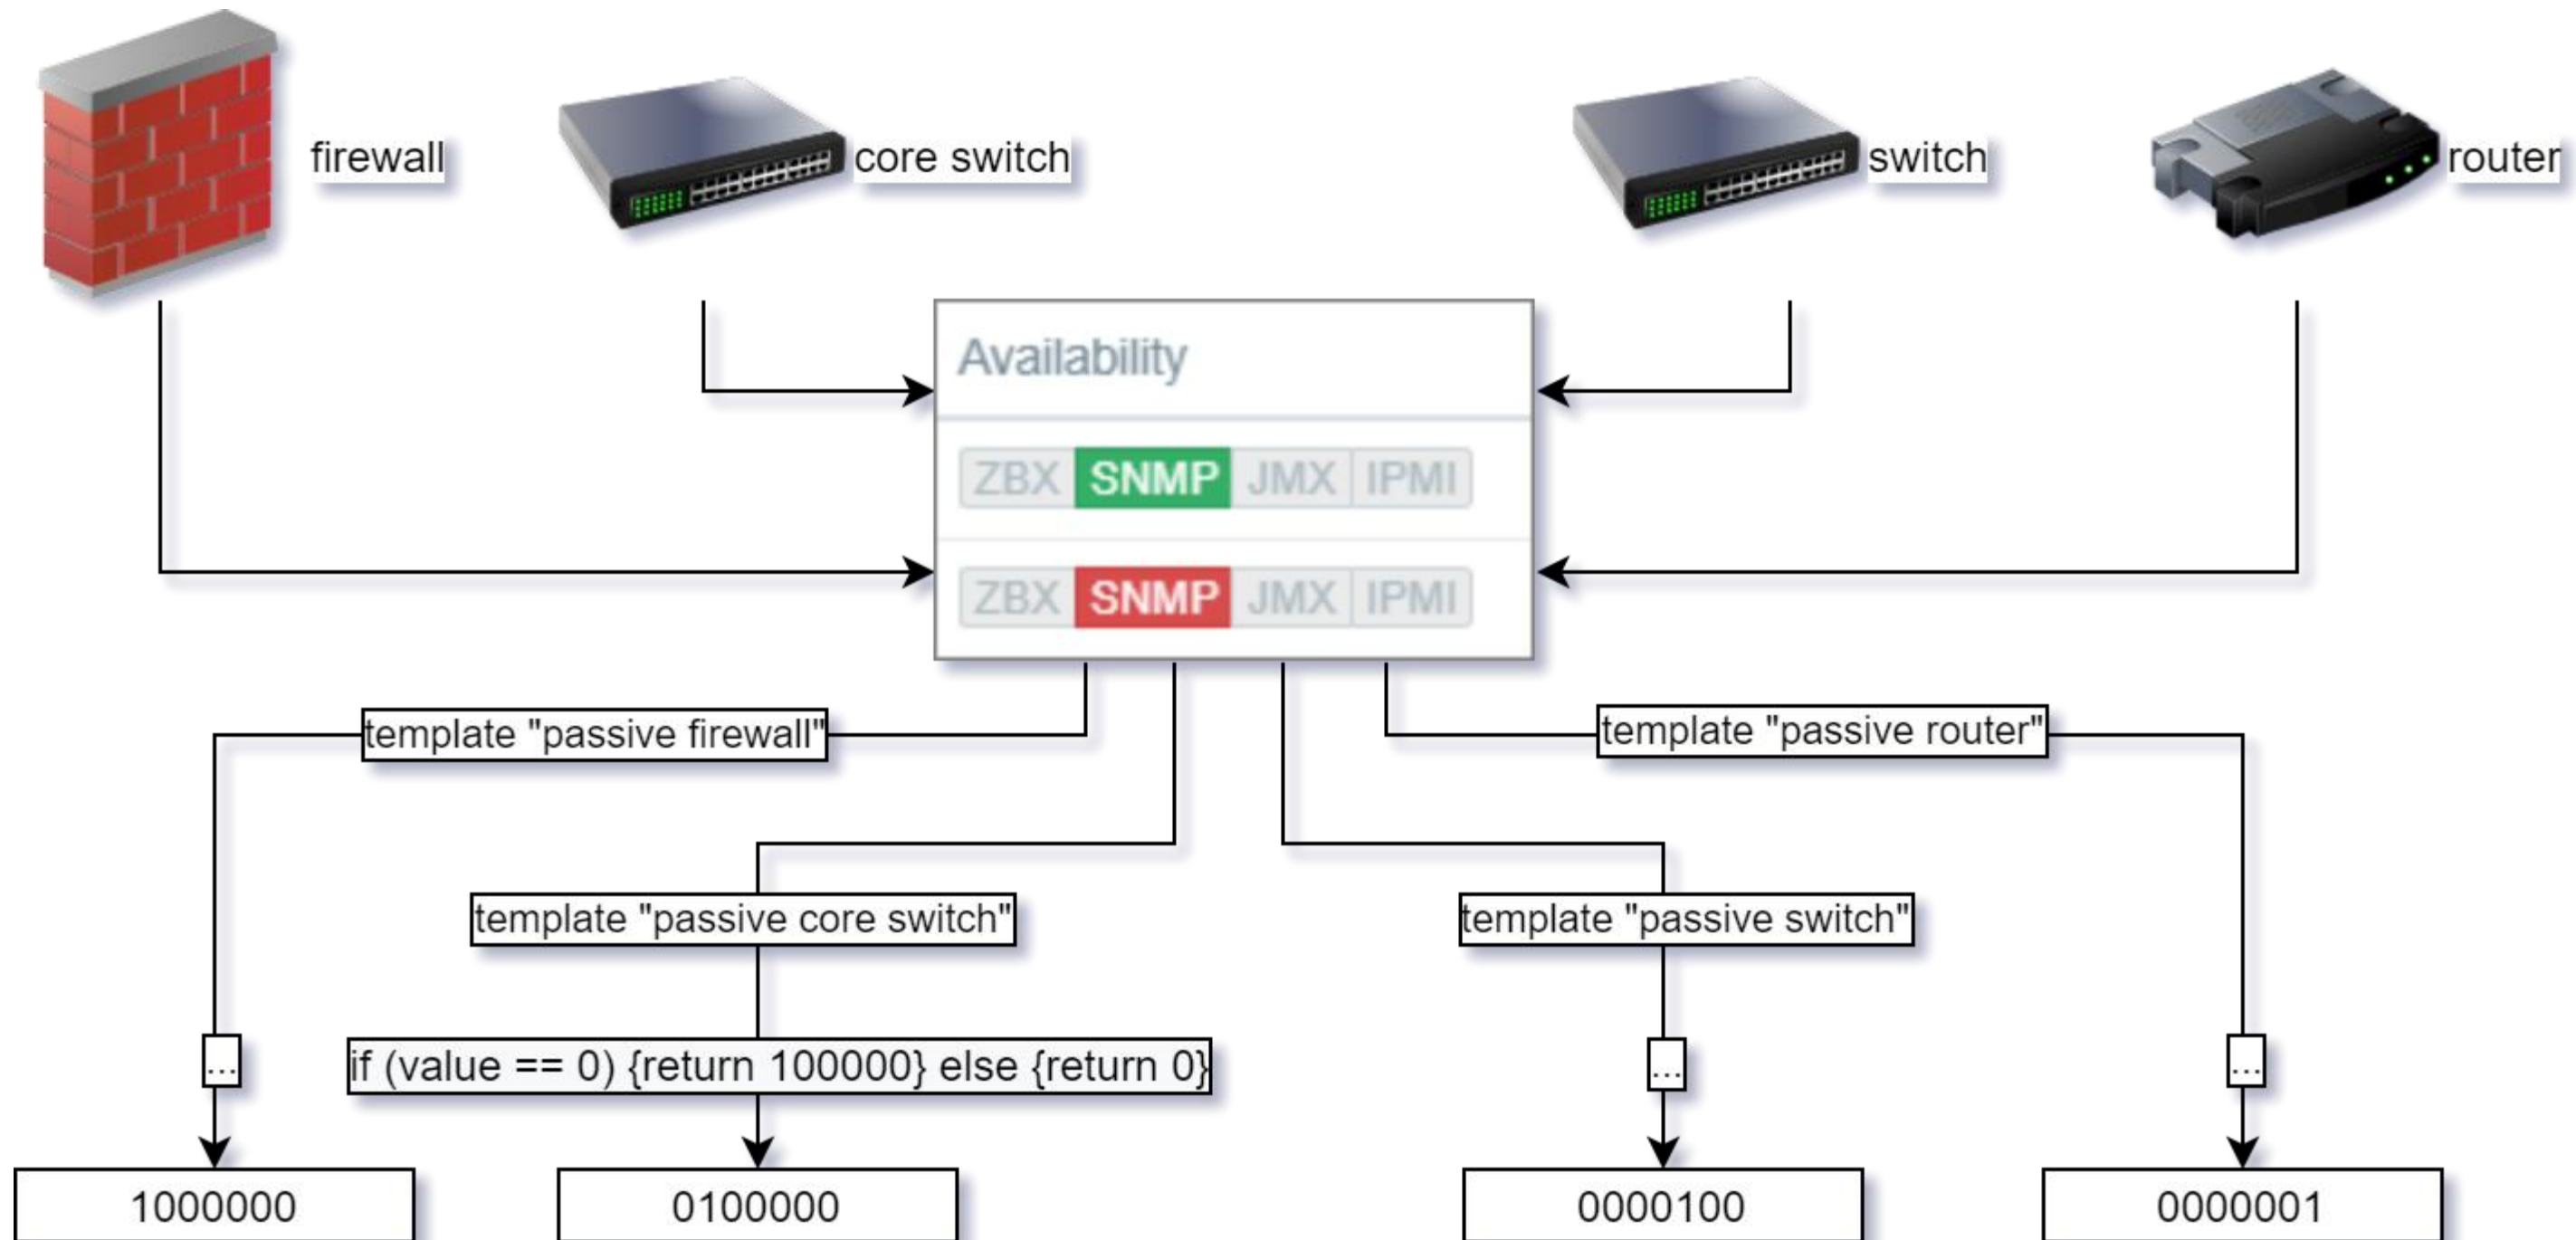 firewall
core switch
switch
router
Availability
ZBX SNMP JMX IPMI
ZBX SNMP JMX IPMI
template "passive firewall"
template "passive router"
template "passive core switch"
template "passive switch"
...
if (value == 0) {return 100000} else {return 0}
...
...
1000000
0100000
0000100
0000001